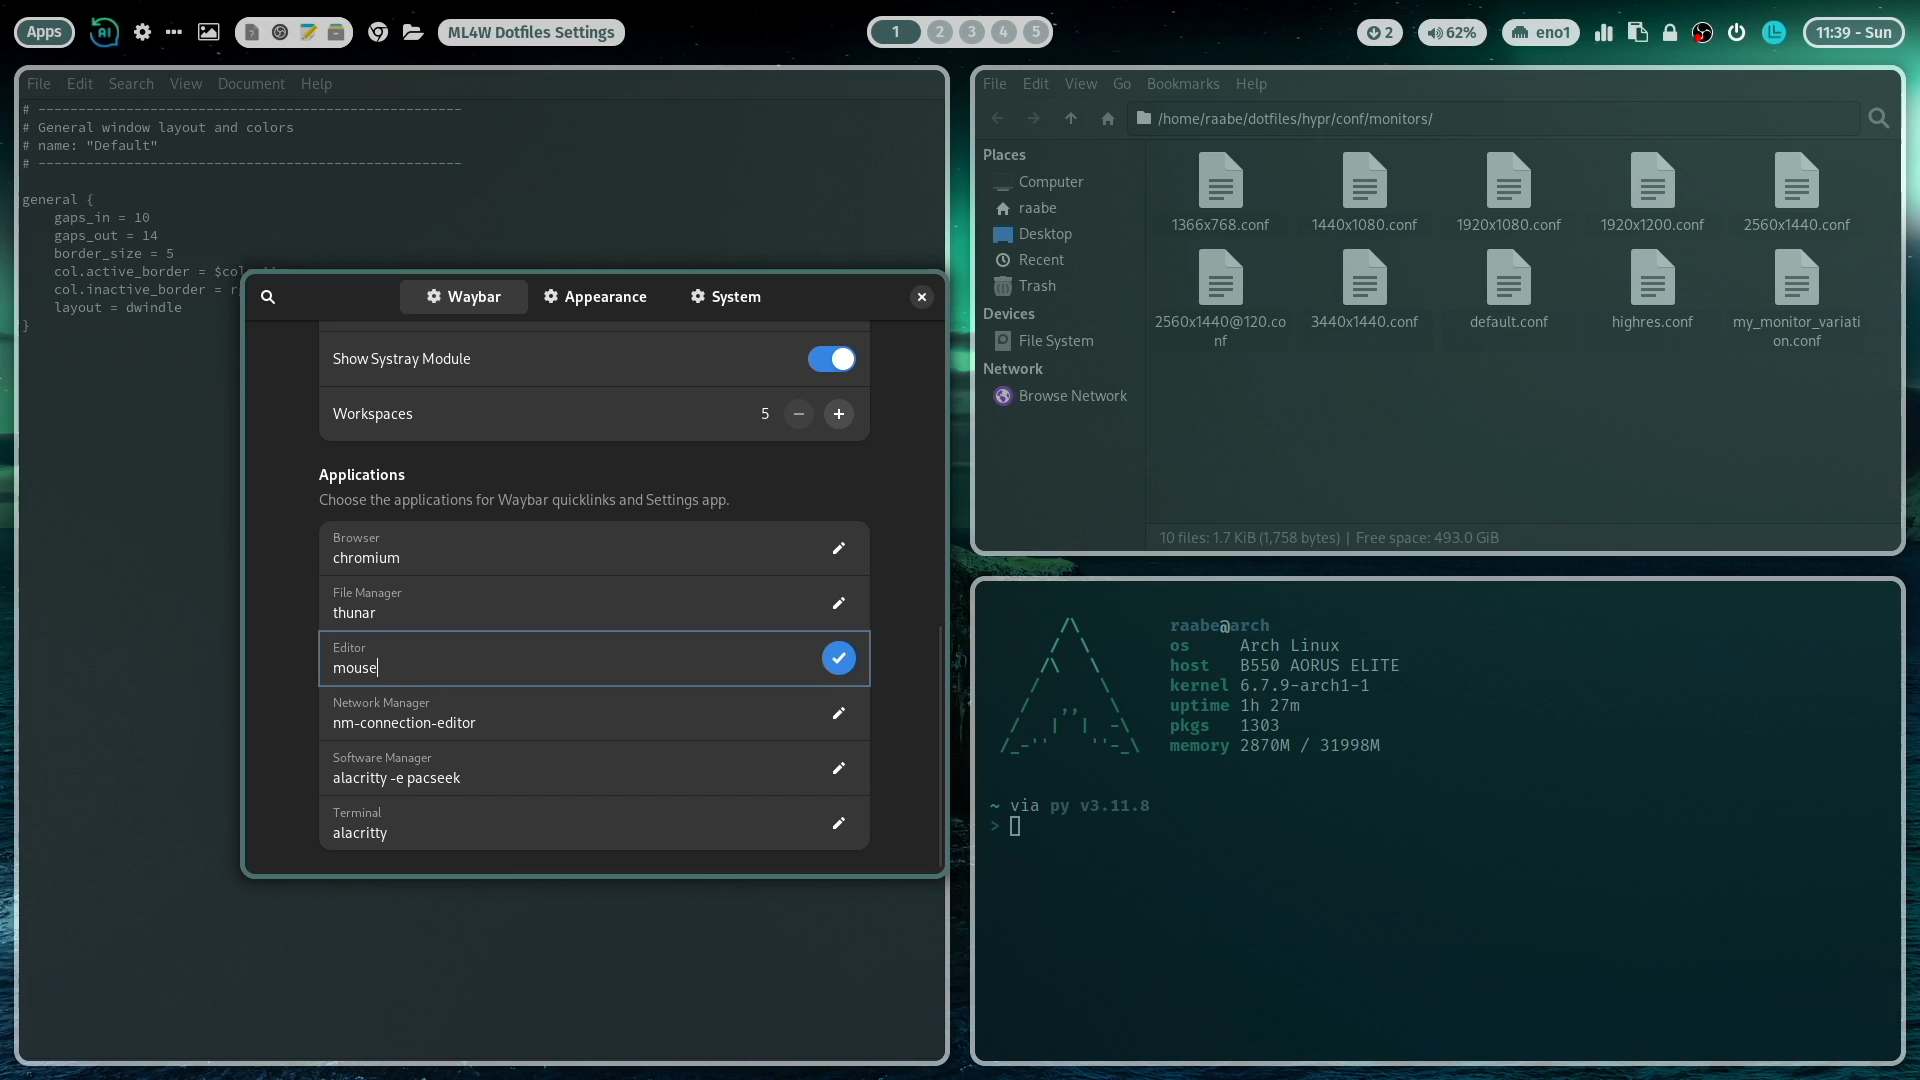 Apps
AI
ML4W Dotfiles Settings
1 2 3 4 5
2
62%
eno1
11:39 - Sun
File Edit Search View Document Help
# -----------------------------------------------------
# General window layout and colors
# name: "Default"
# -----------------------------------------------------
general {
    gaps_in = 10
    gaps_out = 14
    border_size = 5
    col.active_border =
    col.inactive_border =
    layout = dwindle
}
Waybar
Appearance
System
Show Systray Module
Workspaces 5 − +
Applications
Choose the applications for Waybar quicklinks and Settings app.
Browser
chromium
File Manager
thunar
Editor
mouse
Network Manager
nm-connection-editor
Software Manager
alacritty -e pacseek
Terminal
alacritty
File Edit View Go Bookmarks Help
/home/raabe/dotfiles/hypr/conf/monitors/
Places
Computer
raabe
Desktop
Recent
Trash
Devices
File System
Network
Browse Network
1366x768.conf 1440x1080.conf 1920x1080.conf 1920x1200.conf 2560x1440.conf
2560x1440@120.co
nf
3440x1440.conf default.conf highres.conf
my_monitor_variati
on.conf
10 files: 1.7 KiB (1,758 bytes) | Free space: 493.0 GiB
raabe@arch
os Arch Linux
host B550 AORUS ELITE
kernel 6.7.9-arch1-1
uptime 1h 27m
pkgs 1303
memory 2870M / 31998M
~ via py v3.11.8
>